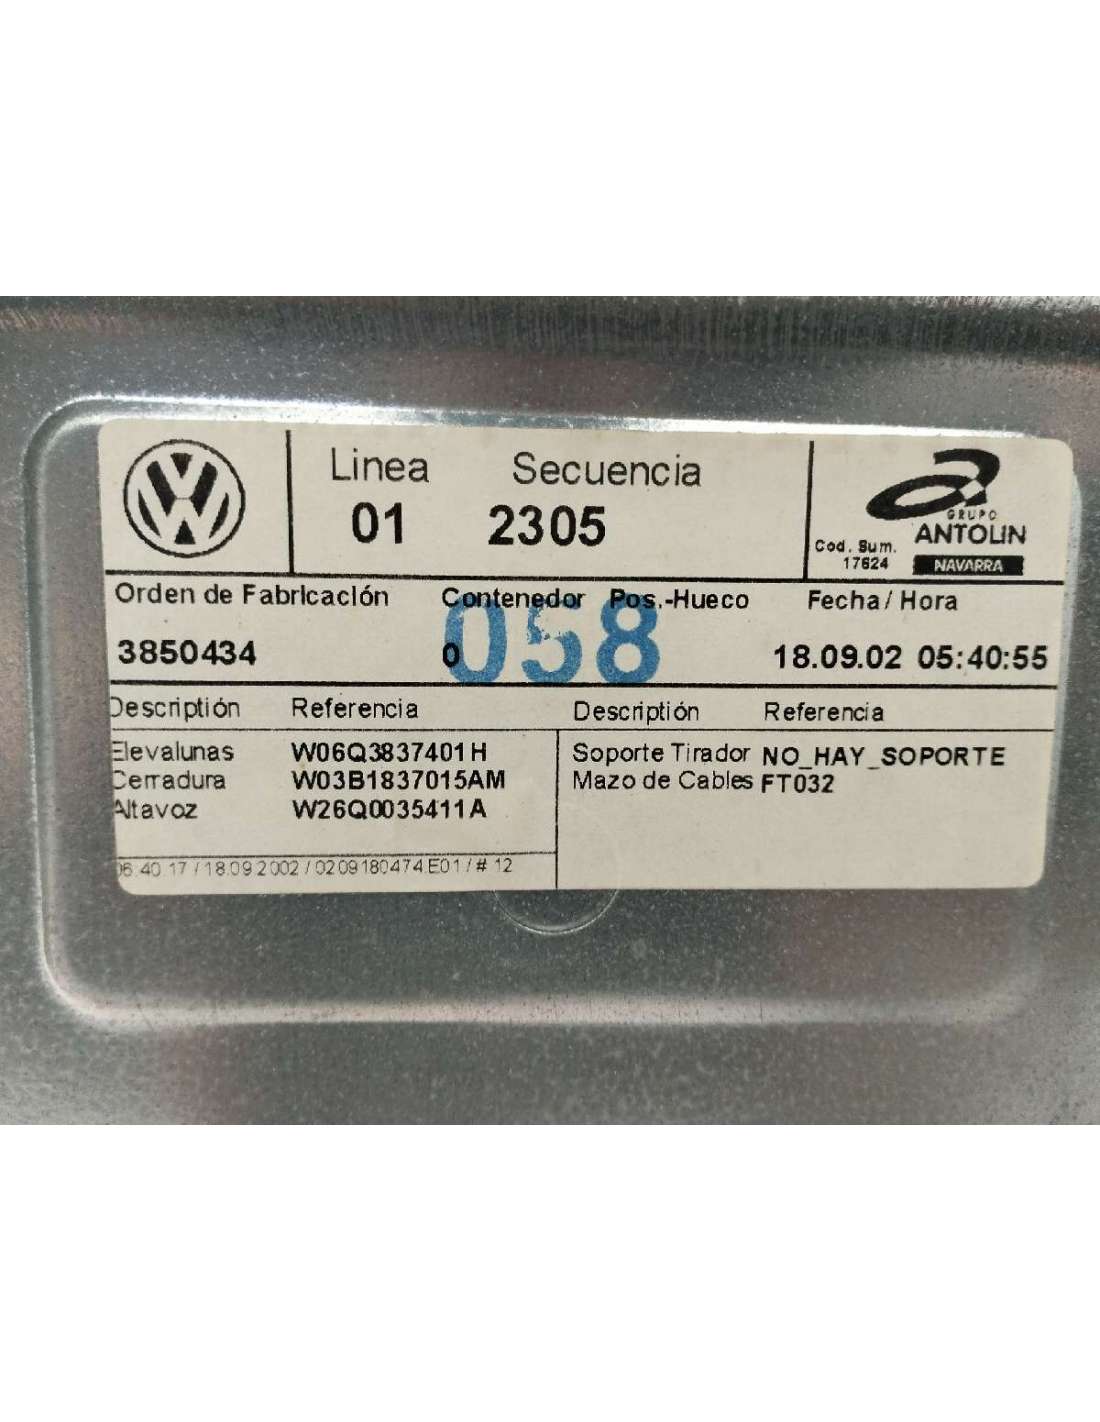 Linea Secuencia
01 2305
GRUPO
ANTOLIN
NAVARRA
Cod. Sum.
17624
Orden de Fabricación Contenedor Pos.-Hueco Fecha / Hora
3850434 0 058 18.09.02 05:40:55
Descriptión Referencia Descriptión Referencia
Elevalunas W06Q3837401H Soporte Tirador NO_HAY_SOPORTE
Cerradura W03B1837015AM Mazo de Cables FT032
Altavoz W26Q0035411A
06:40:17 / 18.09.2002 / 0209180474.E01 / # 12